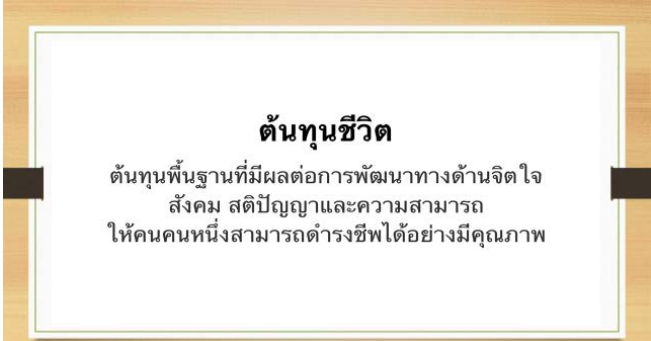 ต้นทุนชีวิต
ต้นทุนพื้นฐานที่มีผลต่อการพัฒนาทางด้านจิตใจ
สังคม สติปัญญาและความสามารถ
ให้คนคนหนึ่งสามารถดำรงชีพได้อย่างมีคุณภาพ